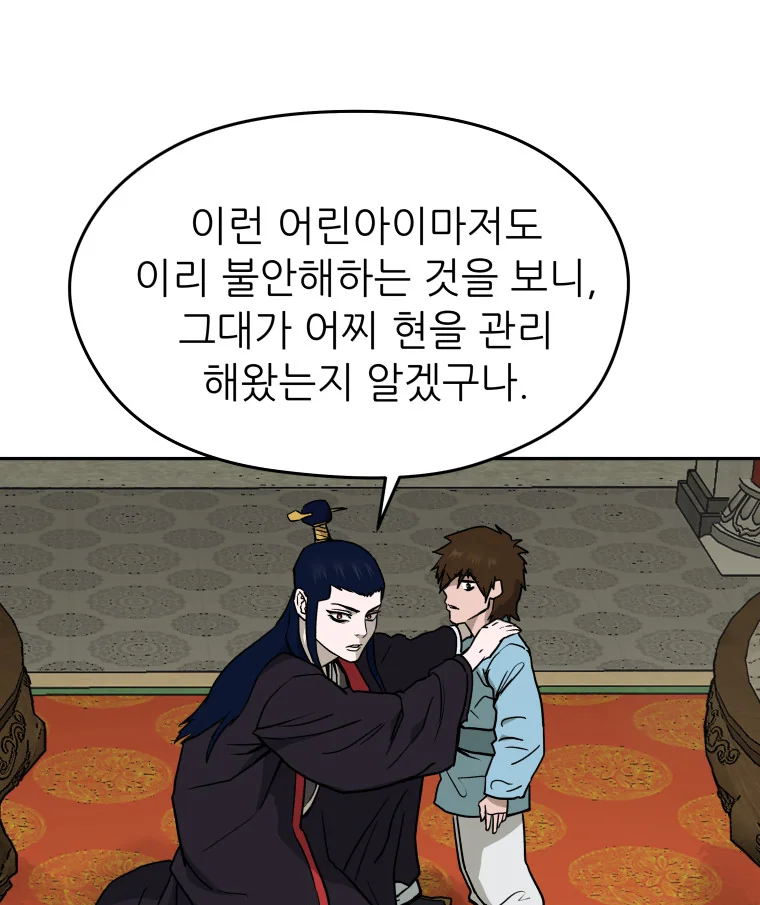 이런 어린아이마저도
이리 불안해하는 것을 보니,
그대가 어찌 현을 관리
해왔는지 알겠구나.